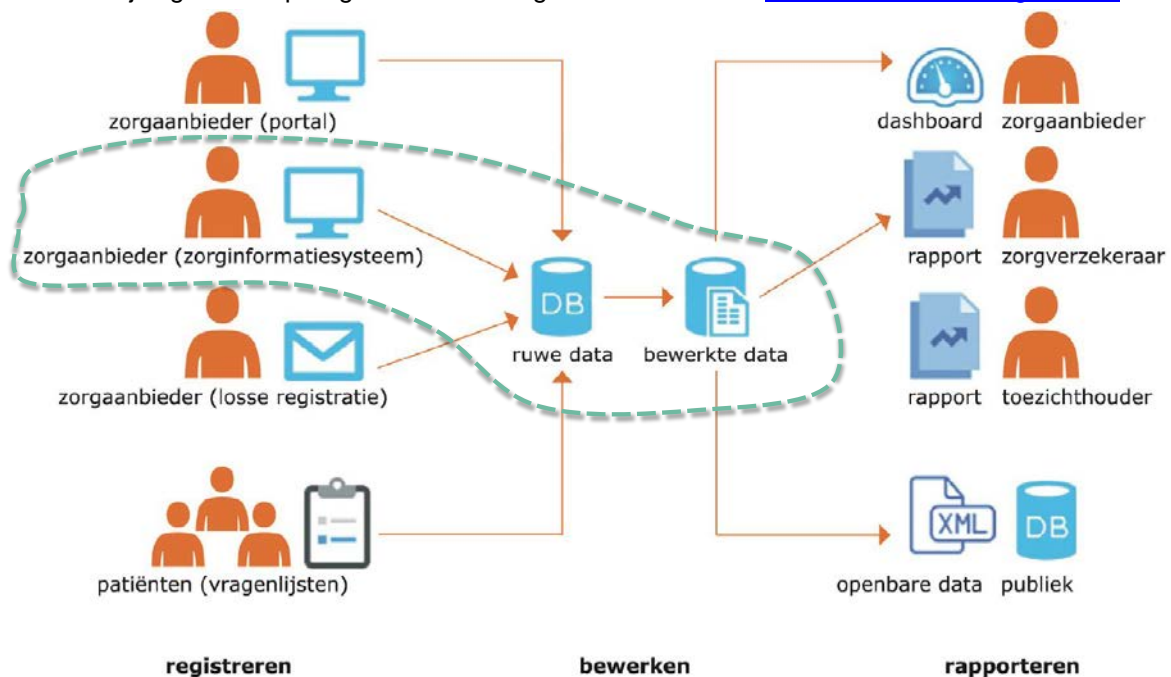 zorgaanbieder (portal)
dashboard zorgaanbieder
zorgaanbieder (zorginformatiesysteem)
rapport zorgverzekeraar
DB
ruwe data bewerkte data
zorgaanbieder (losse registratie)
rapport toezichthouder
XML DB
patiënten (vragenlijsten)
openbare data publiek
registreren bewerken rapporteren